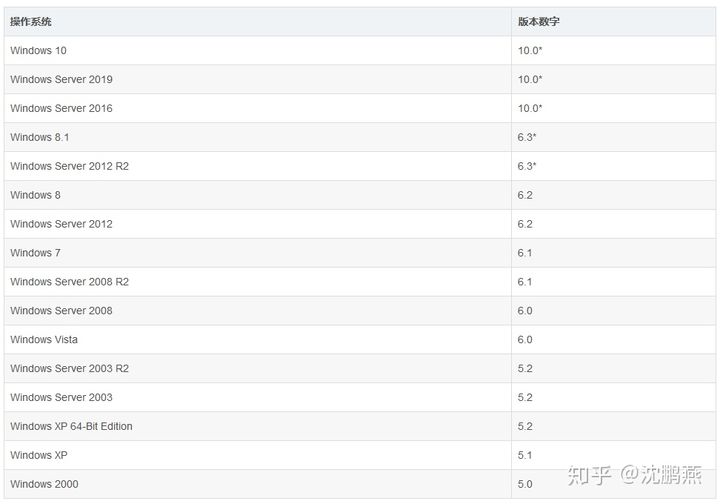 操作系统 版本数字
Windows 10 10.0*
Windows Server 2019 10.0*
Windows Server 2016 10.0*
Windows 8.1 6.3*
Windows Server 2012 R2 6.3*
Windows 8 6.2
Windows Server 2012 6.2
Windows 7 6.1
Windows Server 2008 R2 6.1
Windows Server 2008 6.0
Windows Vista 6.0
Windows Server 2003 R2 5.2
Windows Server 2003 5.2
Windows XP 64-Bit Edition 5.2
Windows XP 5.1
Windows 2000 5.0
知乎 @沈鹏燕